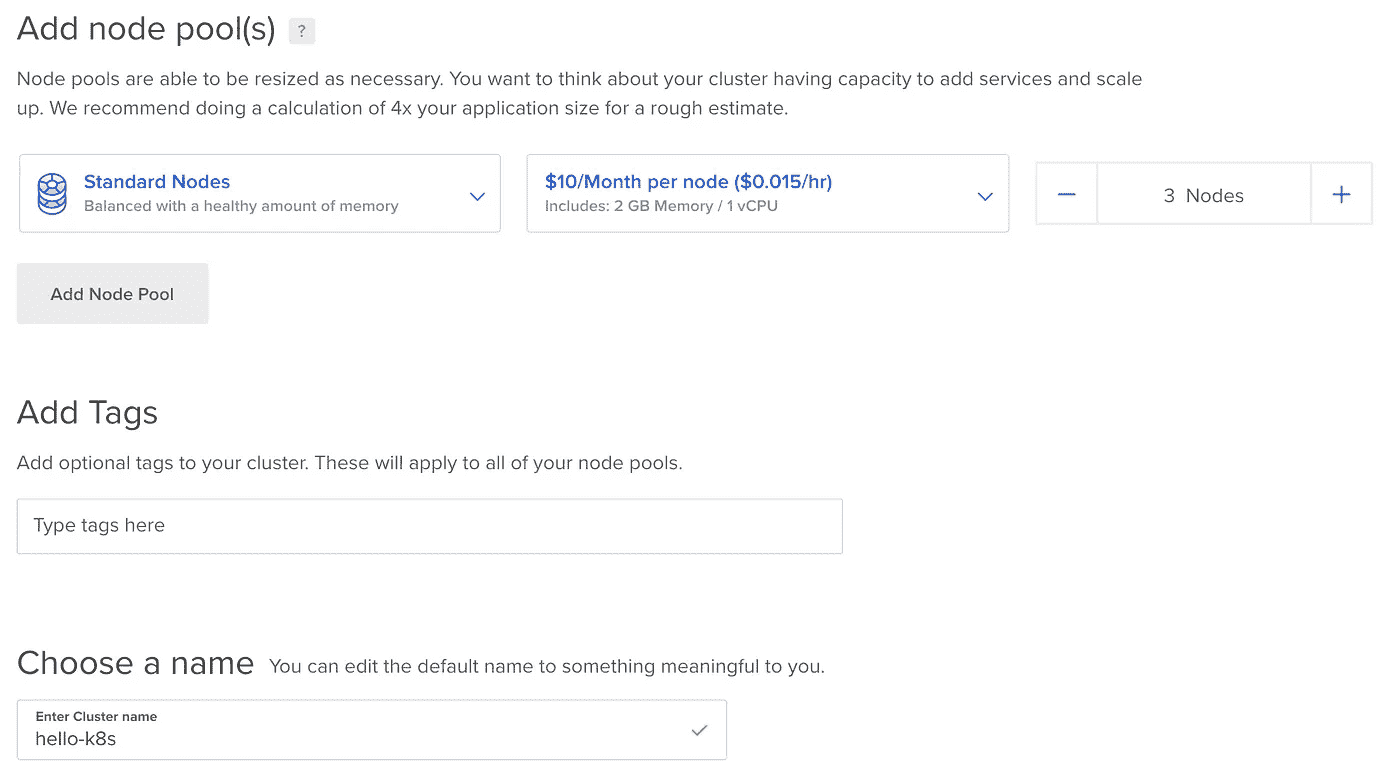 Add node pool(s) ?
Node pools are able to be resized as necessary. You want to think about your cluster having capacity to add services and scale
up. We recommend doing a calculation of 4x your application size for a rough estimate.
Standard Nodes
Balanced with a healthy amount of memory
$10/Month per node ($0.015/hr)
Includes: 2 GB Memory / 1 vCPU
3 Nodes
Add Node Pool
Add Tags
Add optional tags to your cluster. These will apply to all of your node pools.
Type tags here
Choose a name You can edit the default name to something meaningful to you.
Enter Cluster name
hello-k8s